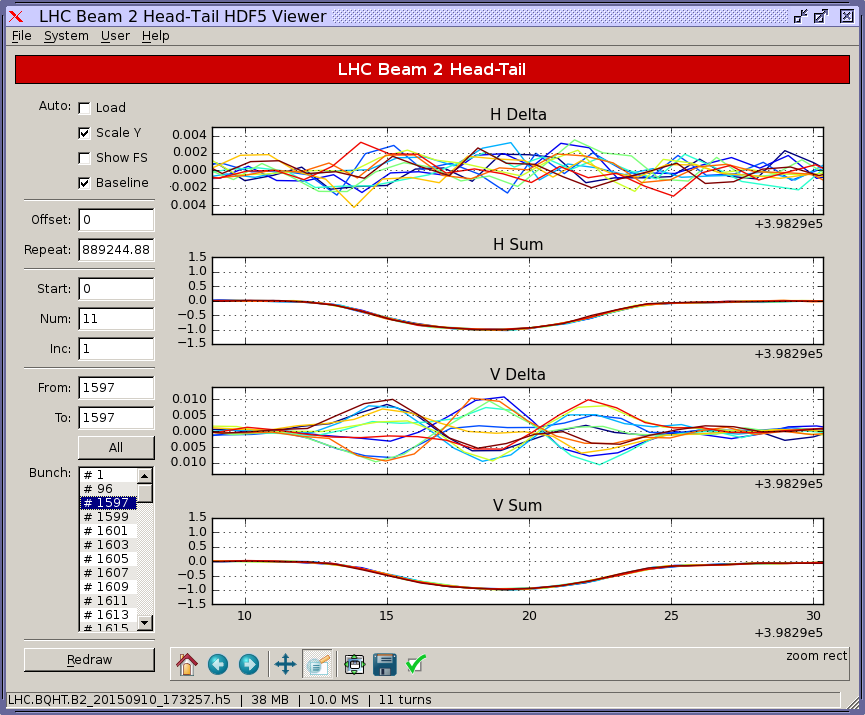 LHC Beam 2 Head-Tail HDF5 Viewer
File System User Help
LHC Beam 2 Head-Tail
Auto: Load
Scale Y
Show FS
Baseline
Offset: 0
Repeat: 889244.88
Start: 0
Num: 11
Inc: 1
From: 1597
To: 1597
All
Bunch: # 1
# 96
# 1597
# 1599
# 1601
# 1603
# 1605
# 1607
# 1609
# 1611
# 1613
# 1615
Redraw
H Delta
0.004
0.002
0.000
0.002
0.004
+3.9829e5
H Sum
1.5
1.0
0.5
0.0
−0.5
−1.0
−1.5
+3.9829e5
V Delta
0.010
0.005
0.000
0.005
0.010
+3.9829e5
V Sum
1.5
1.0
0.5
0.0
−0.5
−1.0
−1.5
10 15 20 25 30
+3.9829e5
zoom rect
LHC.BQHT.B2_20150910_173257.h5 | 38 MB | 10.0 MS | 11 turns